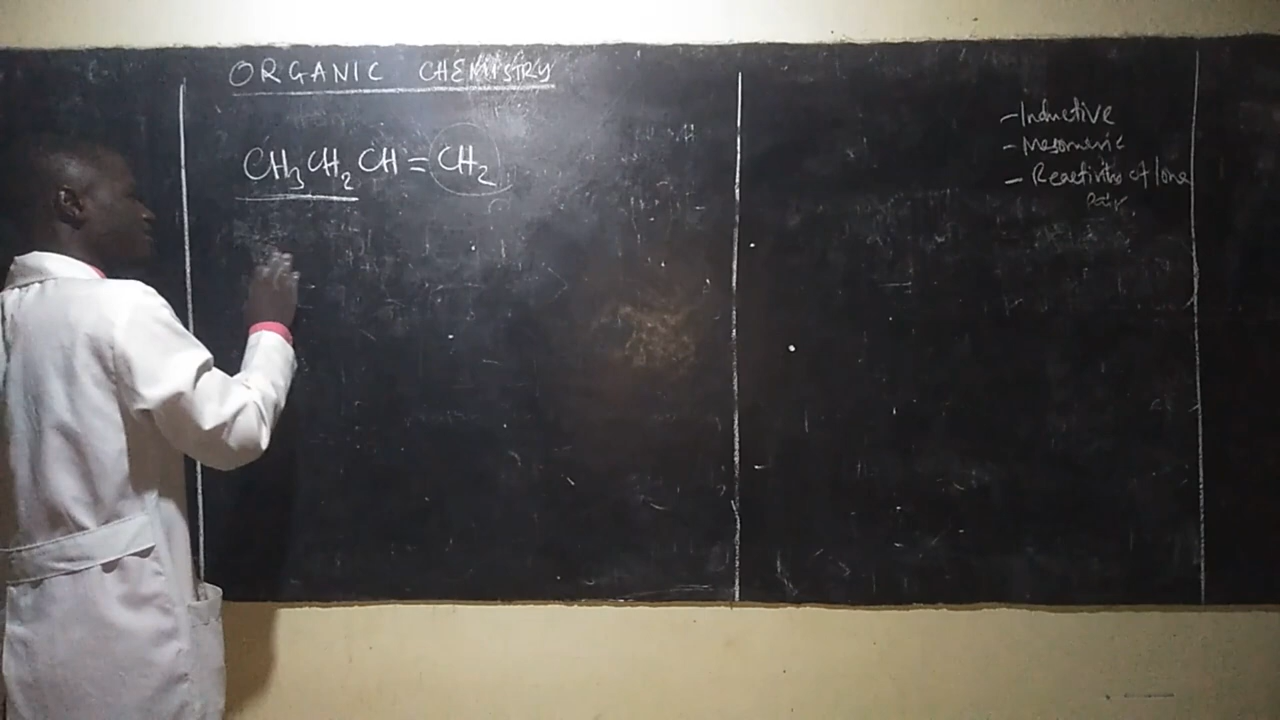 ORGANIC CHEMISTRY
CH₃CH₂CH=CH₂
- Inductive
- Mesomeric
- Reactivity of lone
Pair